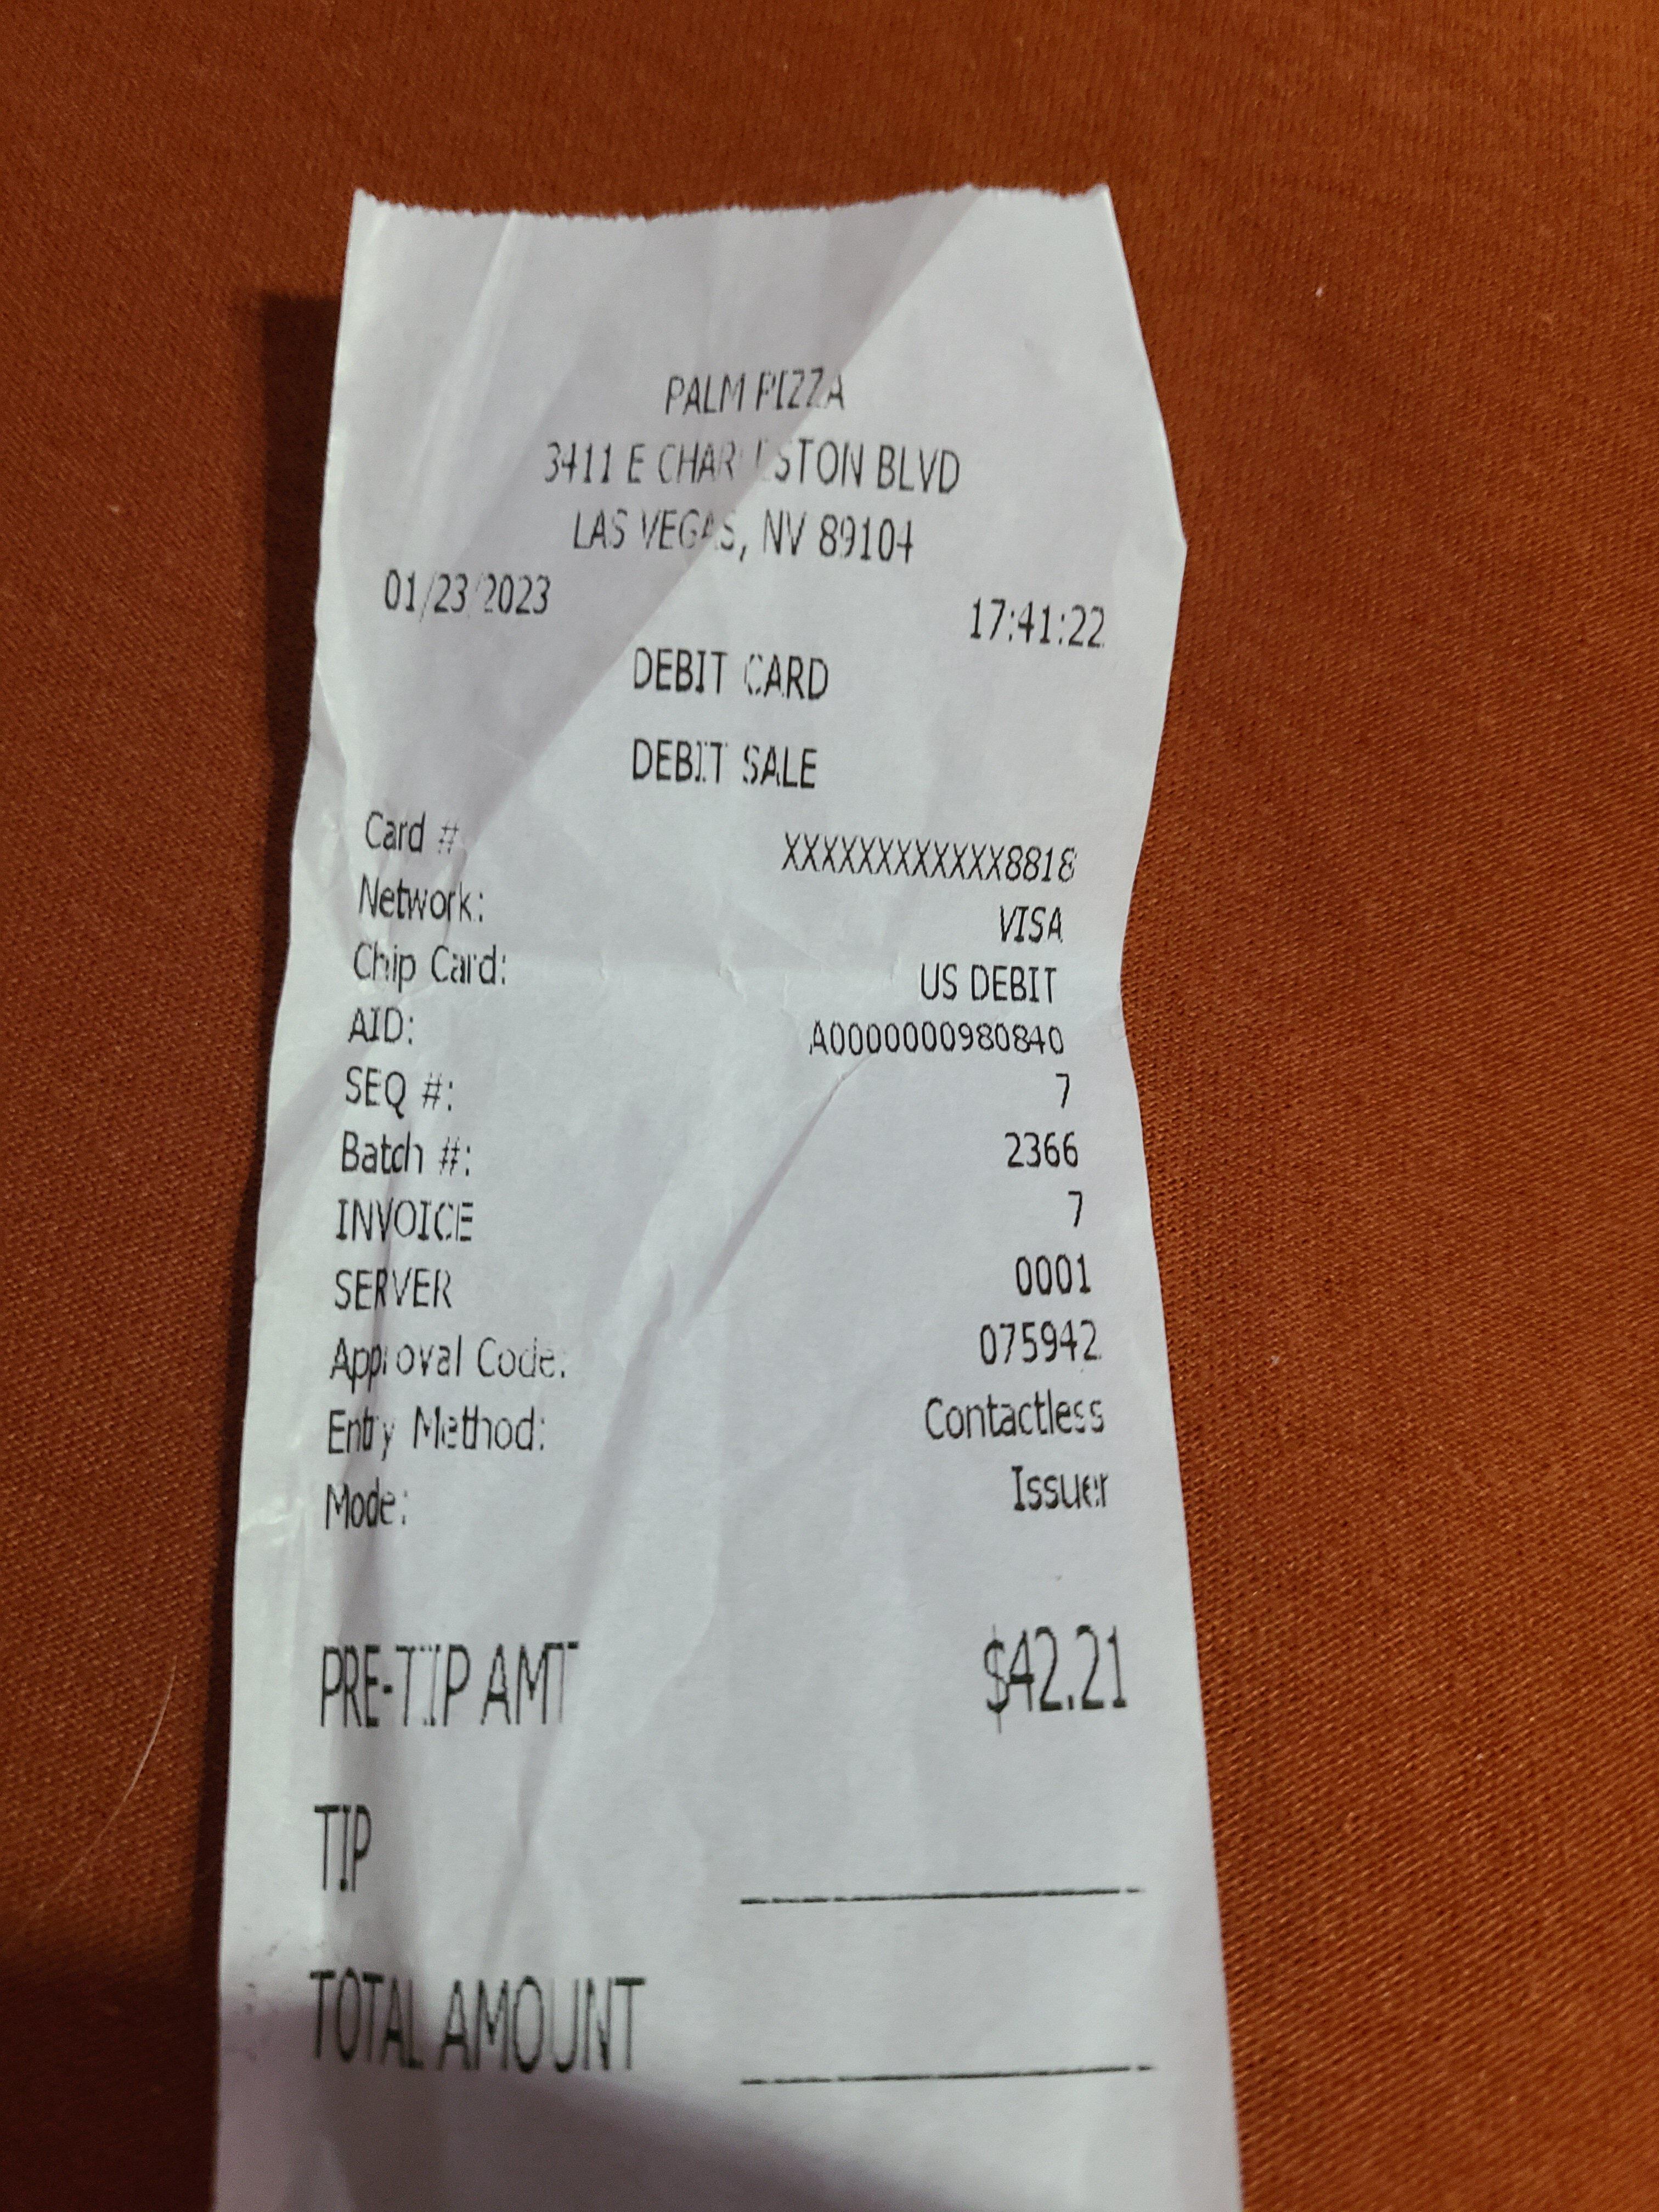 PALM PIZZA
3411 E CHARLESTON BLVD
LAS VEGAS, NV 89104
01/23/2023 17:41:22
DEBIT CARD
DEBIT SALE
Card # XXXXXXXXXXXX8818
Network: VISA
Chip Card: US DEBIT
AID: A0000000980840
SEQ #: 7
Batch #: 2366
INVOICE 7
SERVER 0001
Approval Code: 075942
Entry Method: Contactless
Mode: Issuer
PRE-TIP AMT $42.21
TIP
TOTAL AMOUNT